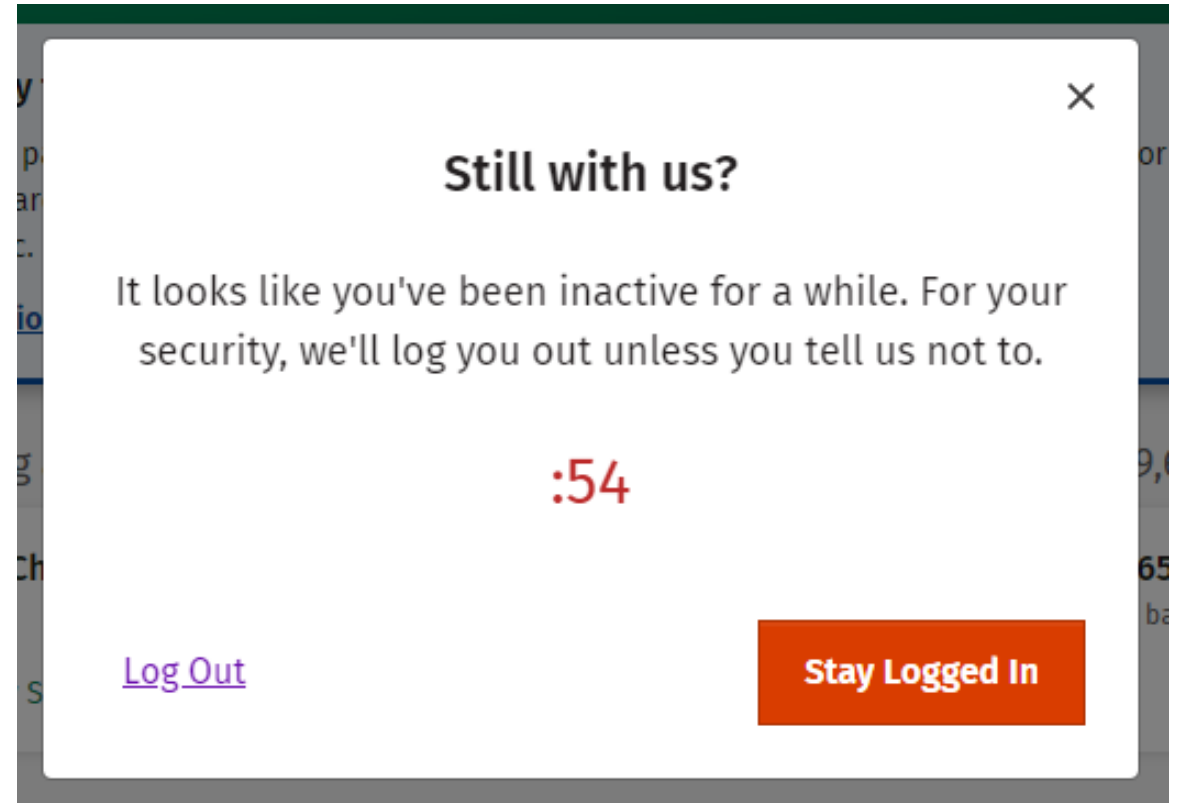 Still with us?
It looks like you've been inactive for a while. For your
security, we'll log you out unless you tell us not to.
:54
Log Out
Stay Logged In